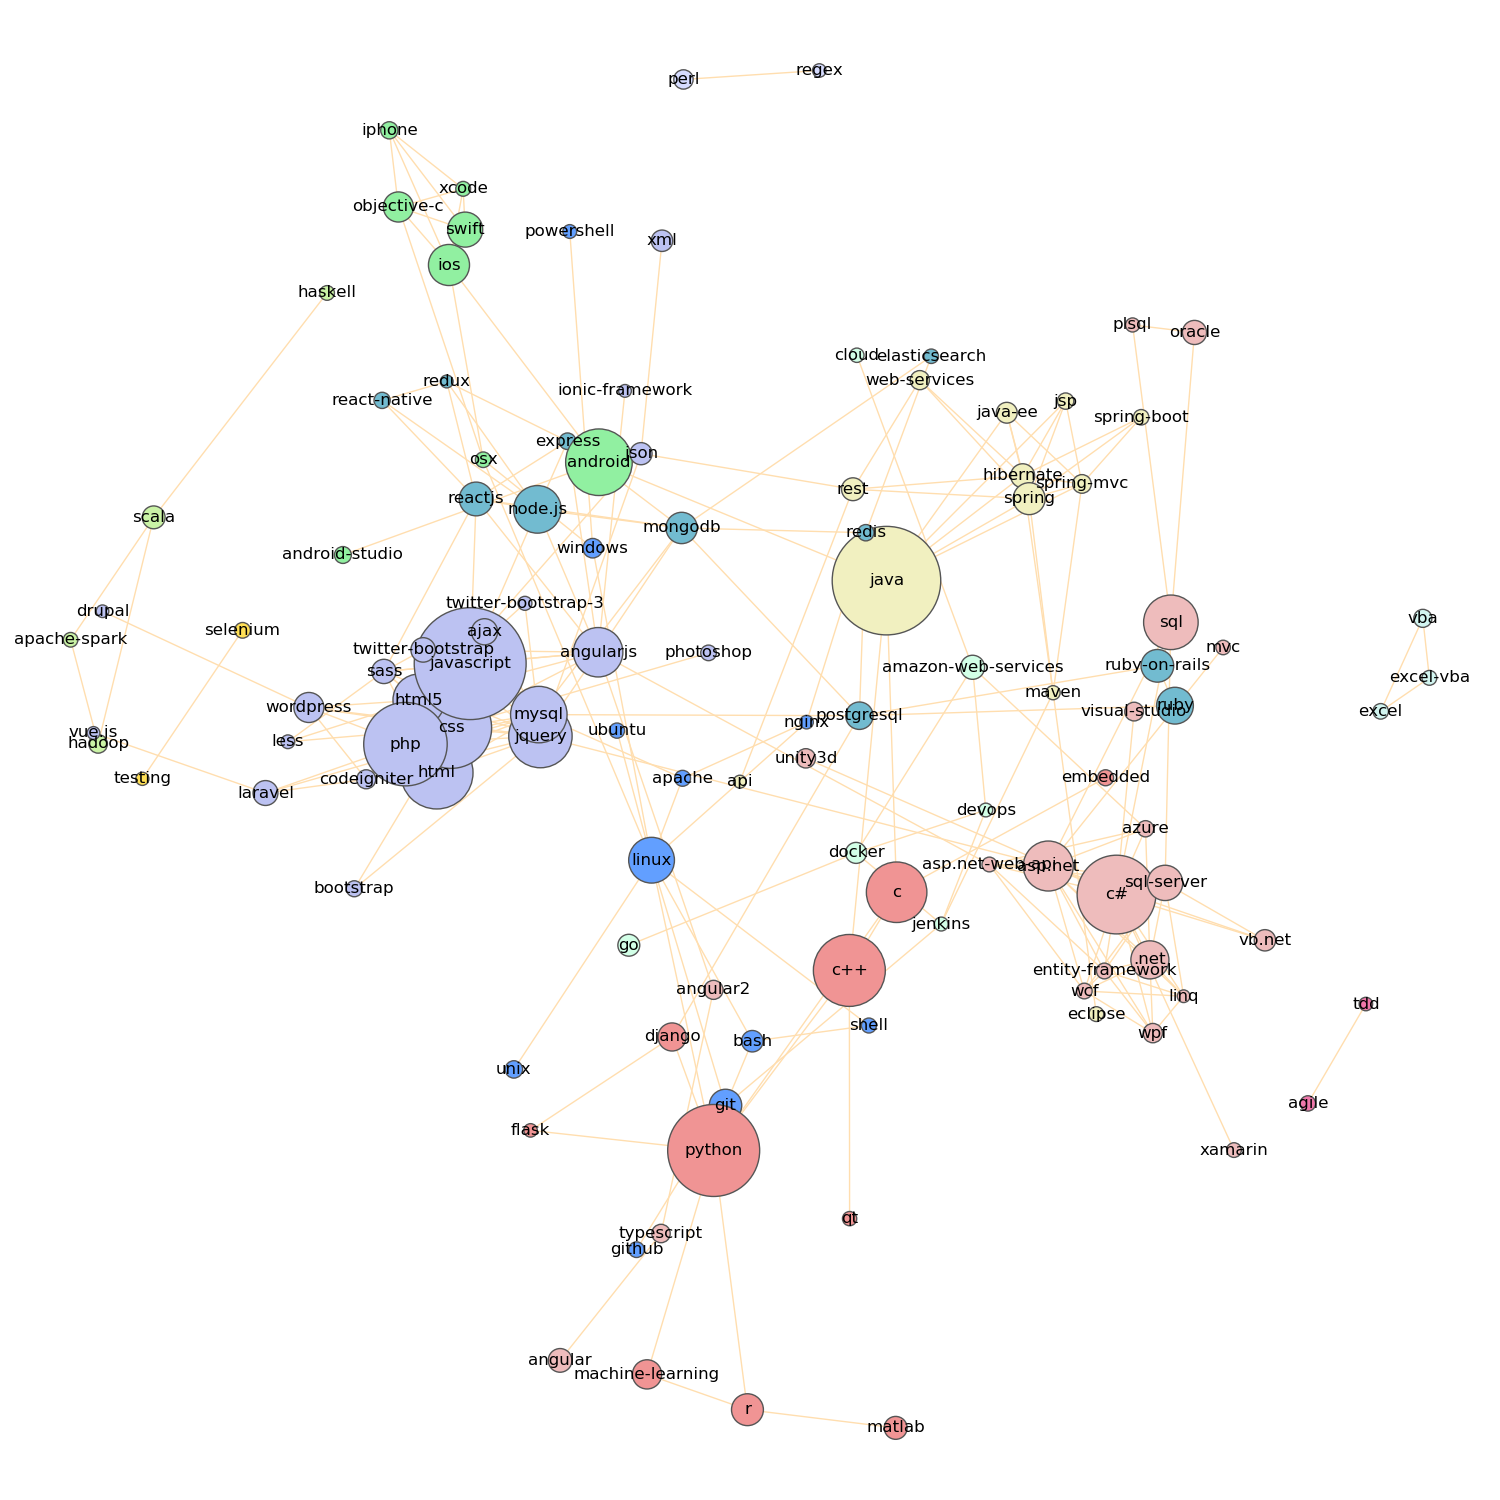 regex
perl
iphone
xcode
objective-c
swift
powershell
xml
ios
haskell
plsql
oracle
cloud
elasticsearch
redux
web-services
ionic-framework
react-native
jsp
java-ee
spring-boot
express
json
osx
android
hibernate
spring-mvc
rest
reactjs
spring
node.js
scala
mongodb
redis
windows
android-studio
java
twitter-bootstrap-3
drupal
vba
sql
selenium
ajax
apache-spark
mvc
twitter-bootstrap
angularjs
photoshop
javascript
ruby-on-rails
amazon-web-services
sass
excel-vba
maven
html5
wordpress
ruby
visual-studio
excel
mysql
postgresql
nginx
css
ubuntu
vue.js
jquery
less
hadoop
php
unity3d
html
testing
codeigniter
apache
api
embedded
laravel
devops
azure
docker
linux
asp.net-web-api
asp.net
sql-server
bootstrap
c
c#
jenkins
vb.net
go
.net
c++
entity-framework
angular2
wcf
linq
tdd
eclipse
shell
wpf
django
bash
unix
agile
git
flask
python
xamarin
qt
typescript
github
angular
machine-learning
r
matlab